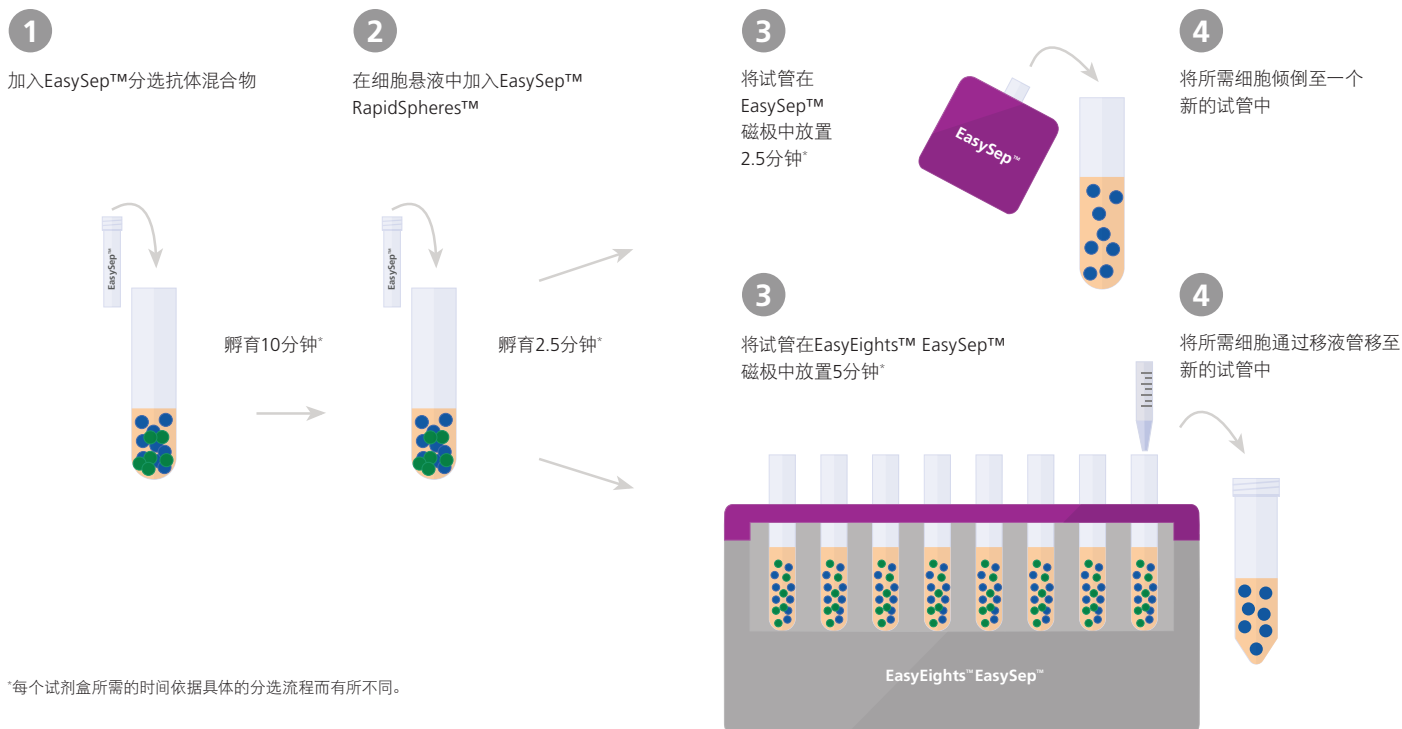 1
加入EasySep™分选抗体混合物
EasySep™
孵育10分钟*
2
在细胞悬液中加入EasySep™
RapidSpheres™
EasySep™
孵育2.5分钟*
3
将试管在
EasySep™
磁极中放置
2.5分钟*
EasySep™
4
将所需细胞倾倒至一个
新的试管中
3
将试管在EasyEights™ EasySep™
磁极中放置5分钟*
EasyEights™EasySep™
4
将所需细胞通过移液管移至
新的试管中
*每个试剂盒所需的时间依据具体的分选流程而有所不同。